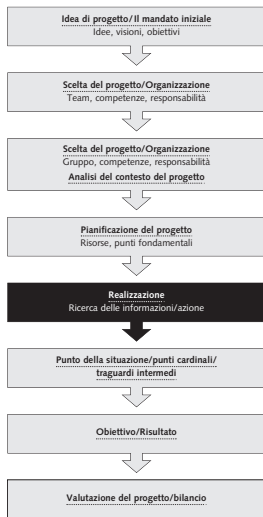 Idea di progetto/Il mandato iniziale
Idee, visioni, obiettivi
Scelta del progetto/Organizzazione
Team, competenze, responsabilità
Scelta del progetto/Organizzazione
Gruppo, competenze, responsabilità
Analisi del contesto del progetto
Pianificazione del progetto
Risorse, punti fondamentali
Realizzazione
Ricerca delle informazioni/azione
Punto della situazione/punti cardinali/
traguardi intermedi
Obiettivo/Risultato
Valutazione del progetto/bilancio